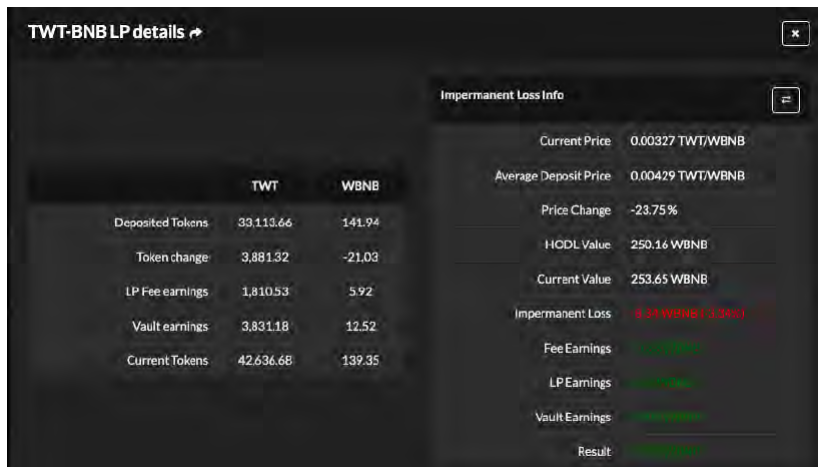 TWT-BNB LP details
×
Impermanent Loss Info
Current Price 0.00327 TWT/WBNB
Average Deposit Price 0.00429 TWT/WBNB
Price Change -23.75%
HODL Value 250.16 WBNB
Current Value 253.65 WBNB
Impermanent Loss
Fee Earnings
LP Earnings
Vault Earnings
Result
TWT WBNB
Deposited Tokens 33,113.66 141.94
Token change 3,881.32 -21.03
LP Fee earnings 1,810.53 5.92
Vault earnings 3,831.18 12.52
Current Tokens 42,636.68 139.35